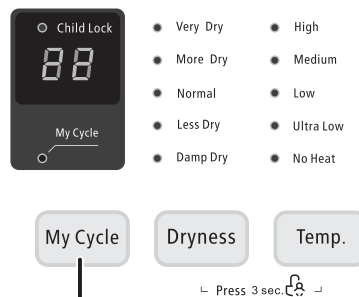 Child Lock
88
My Cycle
Very Dry
More Dry
Normal
Less Dry
Damp Dry
High
Medium
Low
Ultra Low
No Heat
My Cycle
Dryness
Temp.
Press 3 sec.